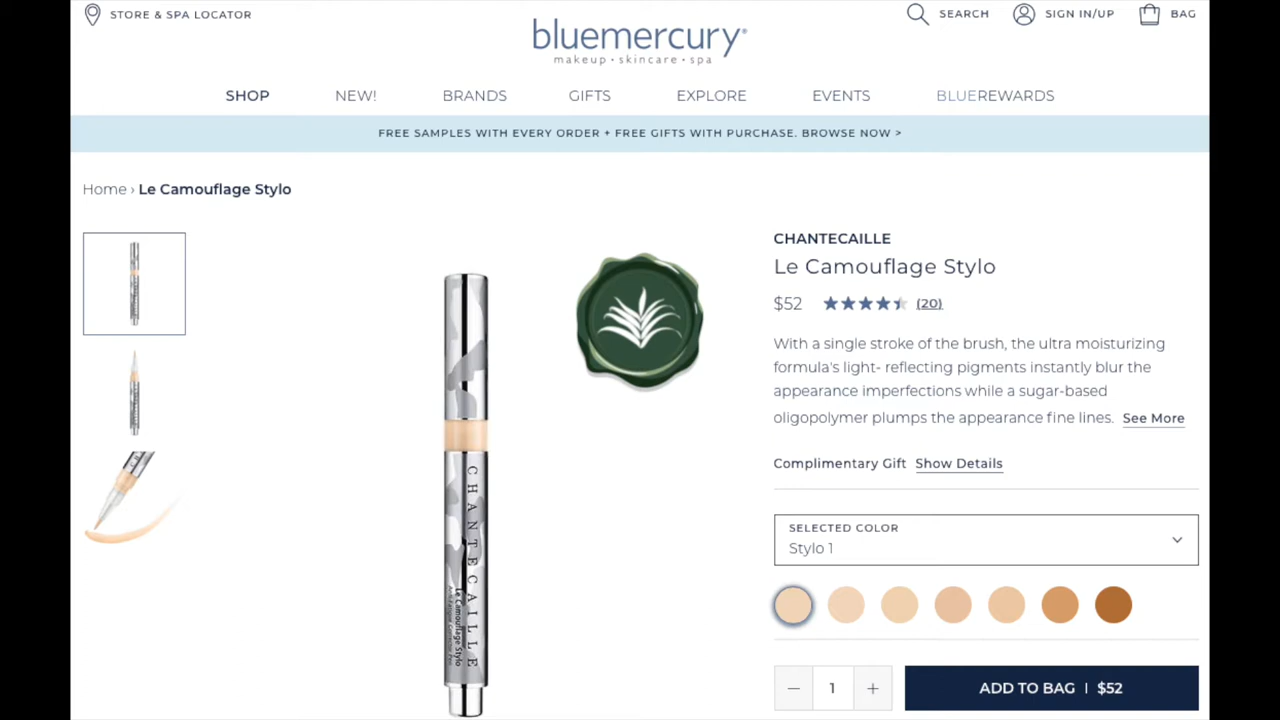 STORE & SPA LOCATOR
SEARCH
SIGN IN/UP
BAG
bluemercury
makeup • skincare • spa
SHOP
NEW!
BRANDS
GIFTS
EXPLORE
EVENTS
BLUEREWARDS
FREE SAMPLES WITH EVERY ORDER + FREE GIFTS WITH PURCHASE. BROWSE NOW >
Home › Le Camouflage Stylo
CHANTECAILLE
Le Camouflage Stylo
CHANTECAILLE
Le Camouflage Stylo
$52
(20)
With a single stroke of the brush, the ultra moisturizing
formula's light- reflecting pigments instantly blur the
appearance imperfections while a sugar-based
oligopolymer plumps the appearance fine lines. See More
Complimentary Gift Show Details
SELECTED COLOR
Stylo 1
1
ADD TO BAG | $52